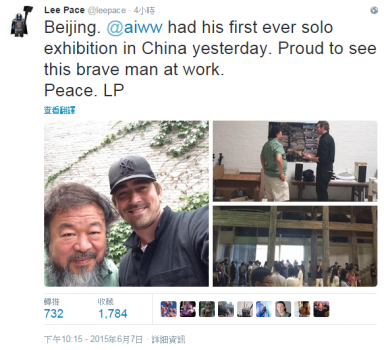 Lee Pace @leepace · 4小時
Beijing. @aiww had his first ever solo
exhibition in China yesterday. Proud to see
this brave man at work.
Peace. LP
查看翻譯
轉推 收藏
732 1,784
下午10:15 - 2015年6月7日 · 詳細資訊